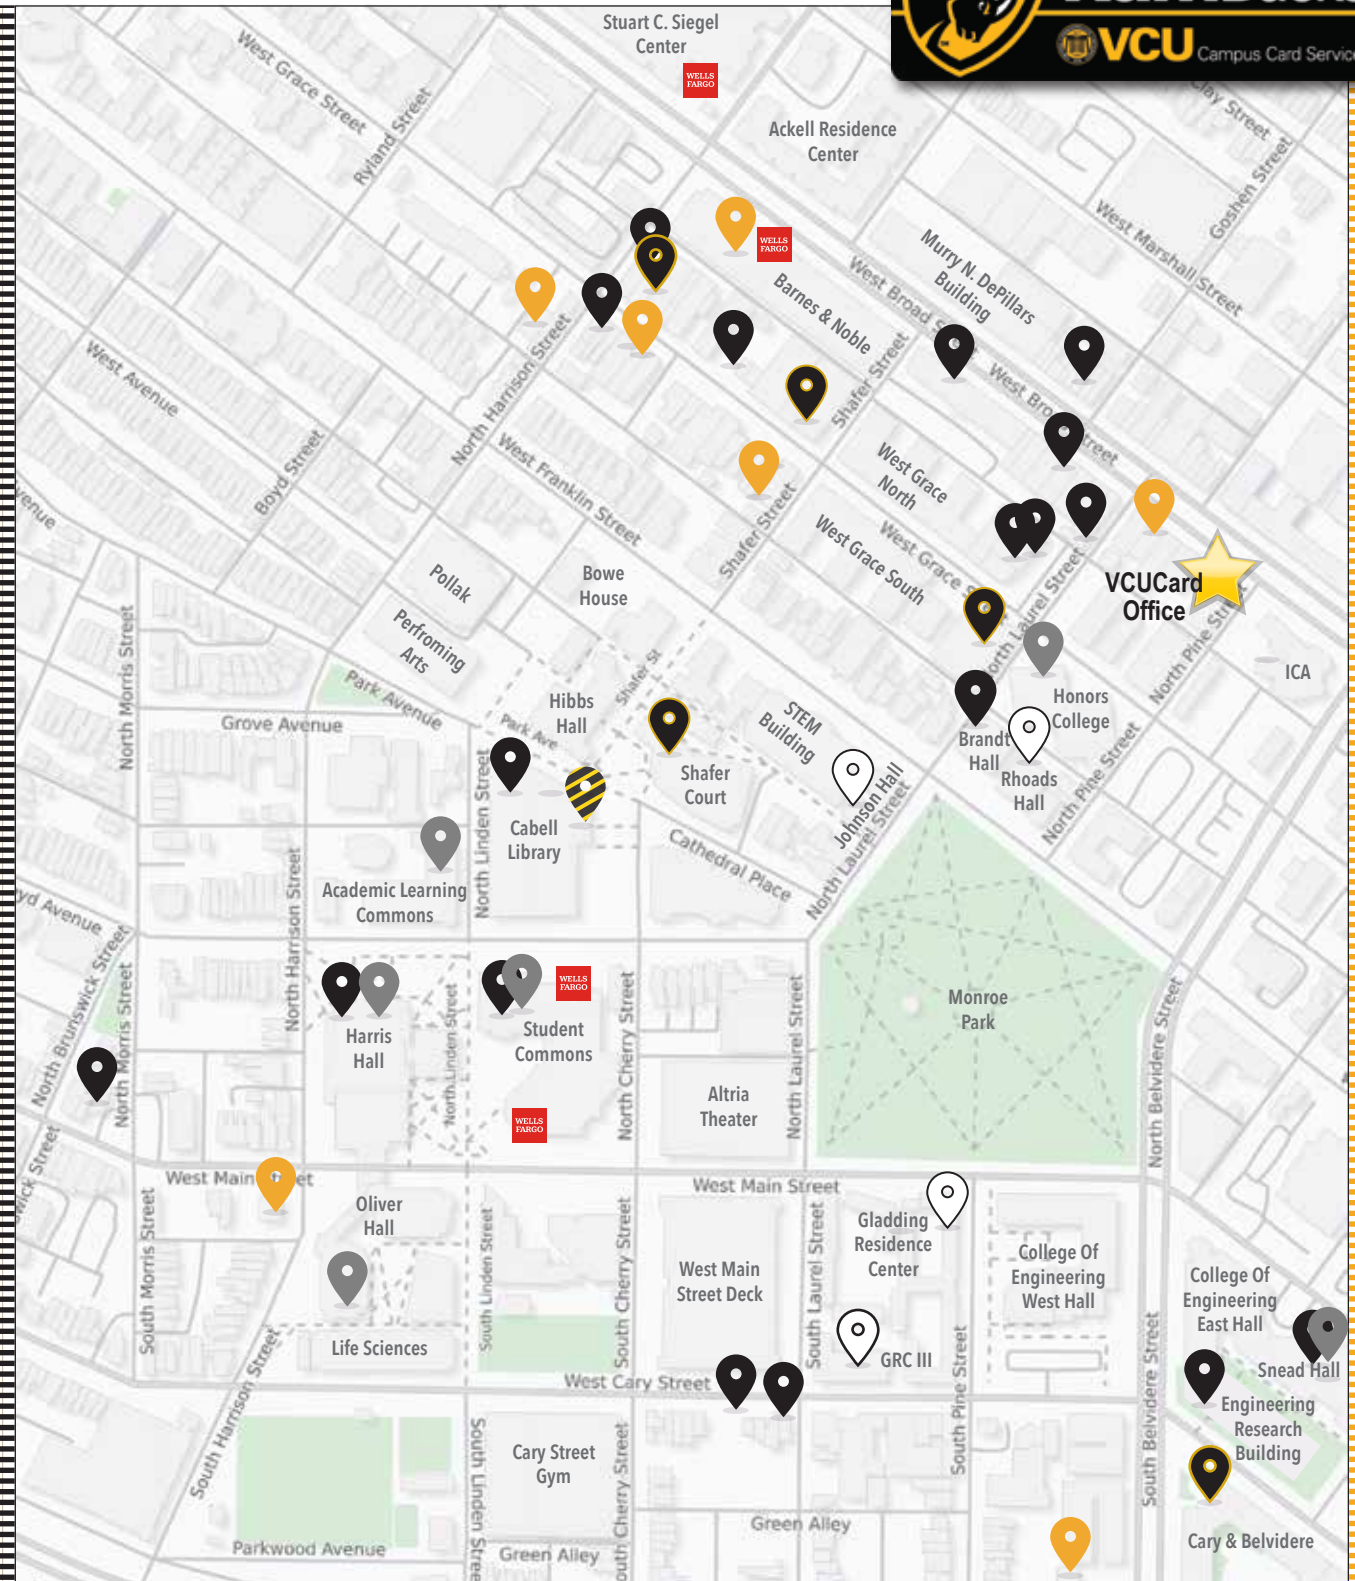 Stuart C. Siegel
Center
WELLS
FARGO
VCU Campus Card Service
West Grace Street
Ryland Street
Ackell Residence
Center
Clay Street
Goshen Street
West Marshall Street
WELLS
FARGO
Murry N. DePillars
Building
West Broad
Barnes & Noble
Shafer Street
West Avenue
North Harrison Street
Boyd Street
West Franklin Street
Shafer Street
West Grace
North
West Grace South
West Grace
North Laurel Street
VCUCard
Office
North Pine Street
ICA
Pollak
Bowe
House
Perfroming
Arts
North Morris Street
Park Avenue
Grove Avenue
Shafer St
Hibbs
Hall
Park Ave
STEM
Building
Honors
College
Brandt
Hall
Rhoads
Hall
North Pine Street
Shafer
Court
Johnson Hall
North Laurel Street
North Linden Street
Cabell
Library
Cathedral Place
Academic Learning
Commons
North Harrison Street
North Brunswick Street
North Morris Street
Harris
Hall
North Linden Street
WELLS
FARGO
Student
Commons
North Cherry Street
North Laurel Street
Monroe
Park
North Belvidere Street
Altria
Theater
WELLS
FARGO
West Main
West Main Street
Oliver
Hall
South Morris Street
South Linden Street
South Cherry Street
West Main
Street Deck
South Laurel Street
Gladding
Residence
Center
College Of
Engineering
West Hall
College Of
Engineering
East Hall
Life Sciences
GRC III
Snead Hall
South Harrison Street
West Cary Street
South Pine Street
South Belvidere Street
Engineering
Research
Building
Cary Street
Gym
Green Alley
Cary & Belvidere
Parkwood Avenue
Green Alley